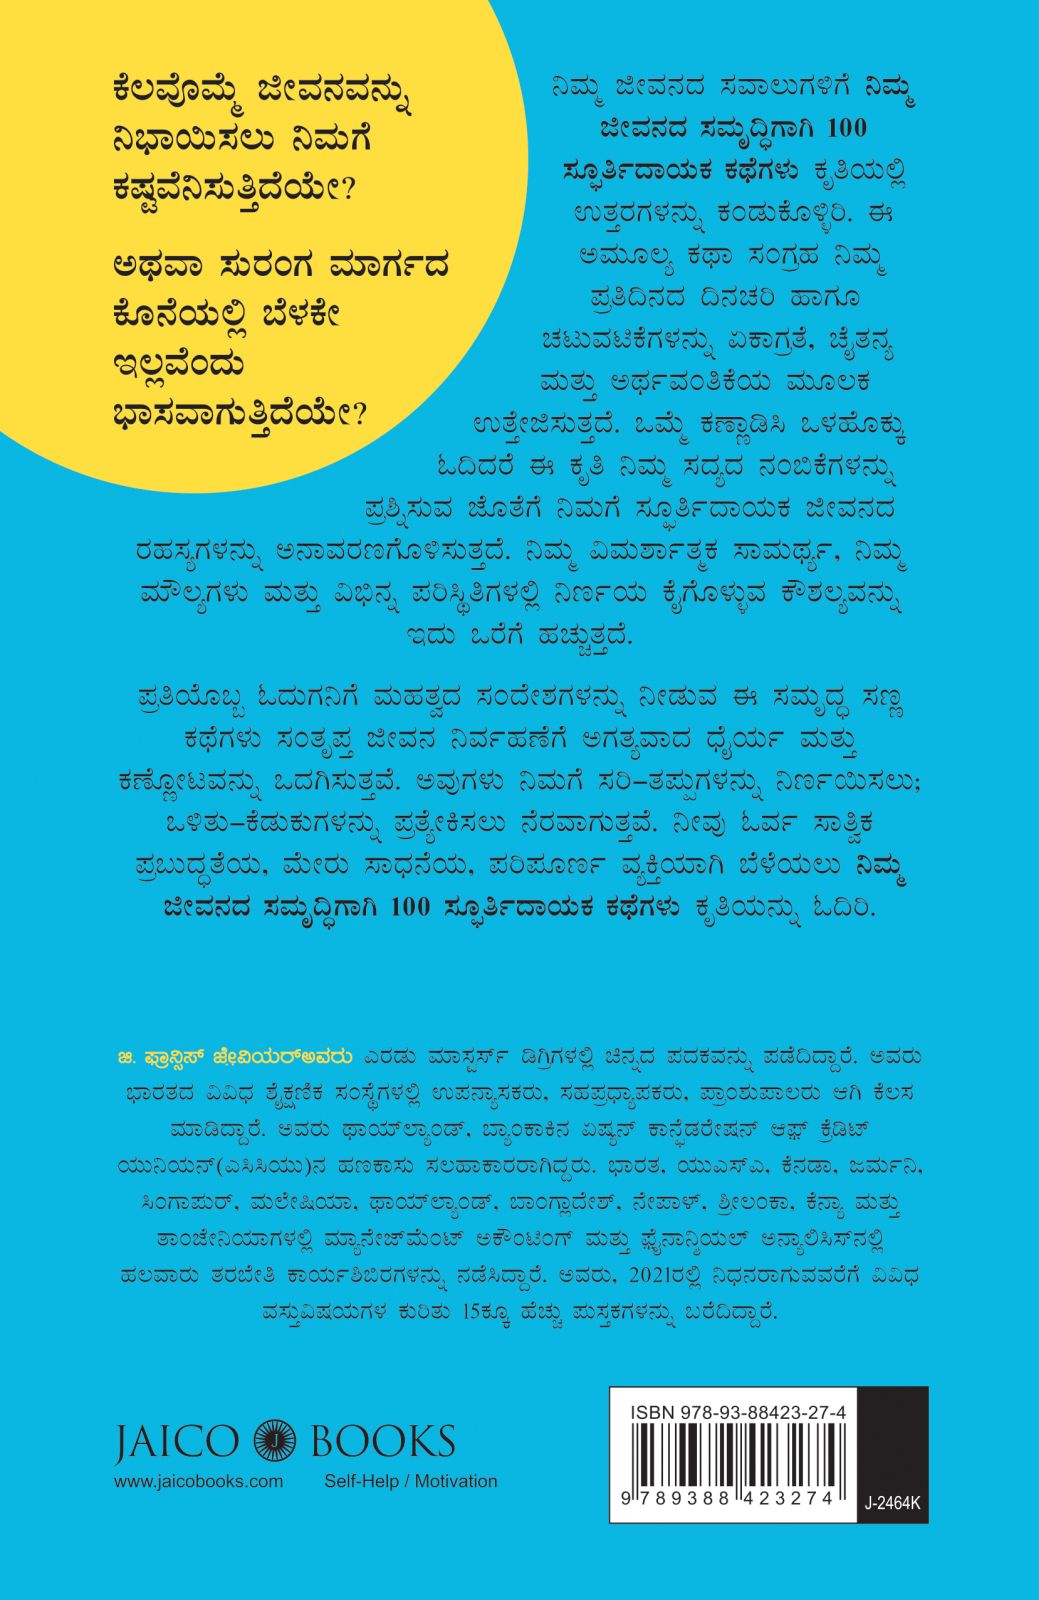 ಕೆಲವೊಮ್ಮೆ ಜೀವನವನ್ನು
ನಿಭಾಯಿಸಲು ನಿಮಗೆ
ಕಷ್ಟವೆನಿಸುತ್ತಿದೆಯೇ?
ಅಥವಾ ಸುರಂಗ ಮಾರ್ಗದ
ಕೊನೆಯಲ್ಲಿ ಬೆಳಕೇ
ಇಲ್ಲವೆಂದು
ಭಾಸವಾಗುತ್ತಿದೆಯೇ?
ನಿಮ್ಮ ಜೀವನದ ಸವಾಲುಗಳಿಗೆ ನಿಮ್ಮ
ಜೀವನದ ಸಮೃದ್ಧಿಗಾಗಿ 100
ಸ್ಫೂರ್ತಿದಾಯಕ ಕಥೆಗಳು ಕೃತಿಯಲ್ಲಿ
ಉತ್ತರಗಳನ್ನು ಕಂಡುಕೊಳ್ಳಿರಿ. ಈ
ಅಮೂಲ್ಯ ಕಥಾ ಸಂಗ್ರಹ ನಿಮ್ಮ
ಪ್ರತಿದಿನದ ದಿನಚರಿ ಹಾಗೂ
ಚಟುವಟಿಕೆಗಳನ್ನು ಏಕಾಗ್ರತೆ, ಚೈತನ್ಯ
ಮತ್ತು ಅರ್ಥವಂತಿಕೆಯ ಮೂಲಕ
ಉತ್ತೇಜಿಸುತ್ತದೆ. ಒಮ್ಮೆ ಕಣ್ಣಾಡಿಸಿ ಒಳಹೊಕ್ಕು
ಓದಿದರೆ ಈ ಕೃತಿ ನಿಮ್ಮ ಸದ್ಯದ ನಂಬಿಕೆಗಳನ್ನು
ಪ್ರಶ್ನಿಸುವ ಜೊತೆಗೆ ನಿಮಗೆ ಸ್ಫೂರ್ತಿದಾಯಕ ಜೀವನದ
ರಹಸ್ಯಗಳನ್ನು ಅನಾವರಣಗೊಳಿಸುತ್ತದೆ. ನಿಮ್ಮ ವಿಮರ್ಶಾತ್ಮಕ ಸಾಮರ್ಥ್ಯ, ನಿಮ್ಮ
ಮೌಲ್ಯಗಳು ಮತ್ತು ವಿಭಿನ್ನ ಪರಿಸ್ಥಿತಿಗಳಲ್ಲಿ ನಿರ್ಣಯ ಕೈಗೊಳ್ಳುವ ಕೌಶಲ್ಯವನ್ನು
ಇದು ಒರೆಗೆ ಹಚ್ಚುತ್ತದೆ.
ಪ್ರತಿಯೊಬ್ಬ ಓದುಗನಿಗೆ ಮಹತ್ವದ ಸಂದೇಶಗಳನ್ನು ನೀಡುವ ಈ ಸಮೃದ್ಧ ಸಣ್ಣ
ಕಥೆಗಳು ಸಂತೃಪ್ತ ಜೀವನ ನಿರ್ವಹಣೆಗೆ ಅಗತ್ಯವಾದ ಧೈರ್ಯ ಮತ್ತು
ಕಣ್ಣೋಟವನ್ನು ಒದಗಿಸುತ್ತವೆ. ಅವುಗಳು ನಿಮಗೆ ಸರಿ-ತಪ್ಪುಗಳನ್ನು ನಿರ್ಣಯಿಸಲು;
ಒಳಿತು-ಕೆಡುಕುಗಳನ್ನು ಪ್ರತ್ಯೇಕಿಸಲು ನೆರವಾಗುತ್ತವೆ. ನೀವು ಓರ್ವ ಸಾತ್ವಿಕ
ಪ್ರಬುದ್ಧತೆಯ, ಮೇರು ಸಾಧನೆಯ, ಪರಿಪೂರ್ಣ ವ್ಯಕ್ತಿಯಾಗಿ ಬೆಳೆಯಲು ನಿಮ್ಮ
ಜೀವನದ ಸಮೃದ್ಧಿಗಾಗಿ 100 ಸ್ಫೂರ್ತಿದಾಯಕ ಕಥೆಗಳು ಕೃತಿಯನ್ನು ಓದಿರಿ.
ಜಿ. ಫ್ರಾನ್ಸಿಸ್ ಜ಼ೇವಿಯರ್‌ಅವರು ಎರಡು ಮಾಸ್ಟರ್ಸ್ ಡಿಗ್ರಿಗಳಲ್ಲಿ ಚಿನ್ನದ ಪದಕವನ್ನು ಪಡೆದಿದ್ದಾರೆ. ಅವರು
ಭಾರತದ ವಿವಿಧ ಶೈಕ್ಷಣಿಕ ಸಂಸ್ಥೆಗಳಲ್ಲಿ ಉಪನ್ಯಾಸಕರು, ಸಹಪ್ರಧ್ಯಾಪಕರು, ಪ್ರಾಂಶುಪಾಲರು ಆಗಿ ಕೆಲಸ
ಮಾಡಿದ್ದಾರೆ. ಅವರು ಥಾಯ್‌ಲ್ಯಾಂಡ್, ಬ್ಯಾಂಕಾಕಿನ ಏಷ್ಯನ್ ಕಾನ್ಫೆಡರೇಷನ್ ಆಫ಼್ ಕ್ರೆಡಿಟ್
ಯುನಿಯನ್(ಎಸಿಸಿಯು)ನ ಹಣಕಾಸು ಸಲಹಾಕಾರರಾಗಿದ್ದರು. ಭಾರತ, ಯುಎಸ್ಎ, ಕೆನಡಾ, ಜರ್ಮನಿ,
ಸಿಂಗಾಪುರ್, ಮಲೇಷಿಯಾ, ಥಾಯ್‌ಲ್ಯಾಂಡ್, ಬಾಂಗ್ಲಾದೇಶ್, ನೇಪಾಳ್, ಶ್ರೀಲಂಕಾ, ಕೆನ್ಯಾ ಮತ್ತು
ತಾಂಜೇನಿಯಾಗಳಲ್ಲಿ ಮ್ಯಾನೇಜ್‌ಮೆಂಟ್ ಅಕೌಂಟಿಂಗ್ ಮತ್ತು ಫ಼ೈನಾನ್ಶಿಯಲ್ ಅನ್ಯಾಲಿಸಿಸ್‌ನಲ್ಲಿ
ಹಲವಾರು ತರಬೇತಿ ಕಾರ್ಯಶಿಬಿರಗಳನ್ನು ನಡೆಸಿದ್ದಾರೆ. ಅವರು, 2021ರಲ್ಲಿ ನಿಧನರಾಗುವವರೆಗೆ ವಿವಿಧ
ವಸ್ತುವಿಷಯಗಳ ಕುರಿತು 15ಕ್ಕೂ ಹೆಚ್ಚು ಪುಸ್ತಕಗಳನ್ನು ಬರೆದಿದ್ದಾರೆ.
JAICO J BOOKS
www.jaicobooks.com Self-Help / Motivation
ISBN 978-93-88423-27-4
9 789388 423274
J-2464K